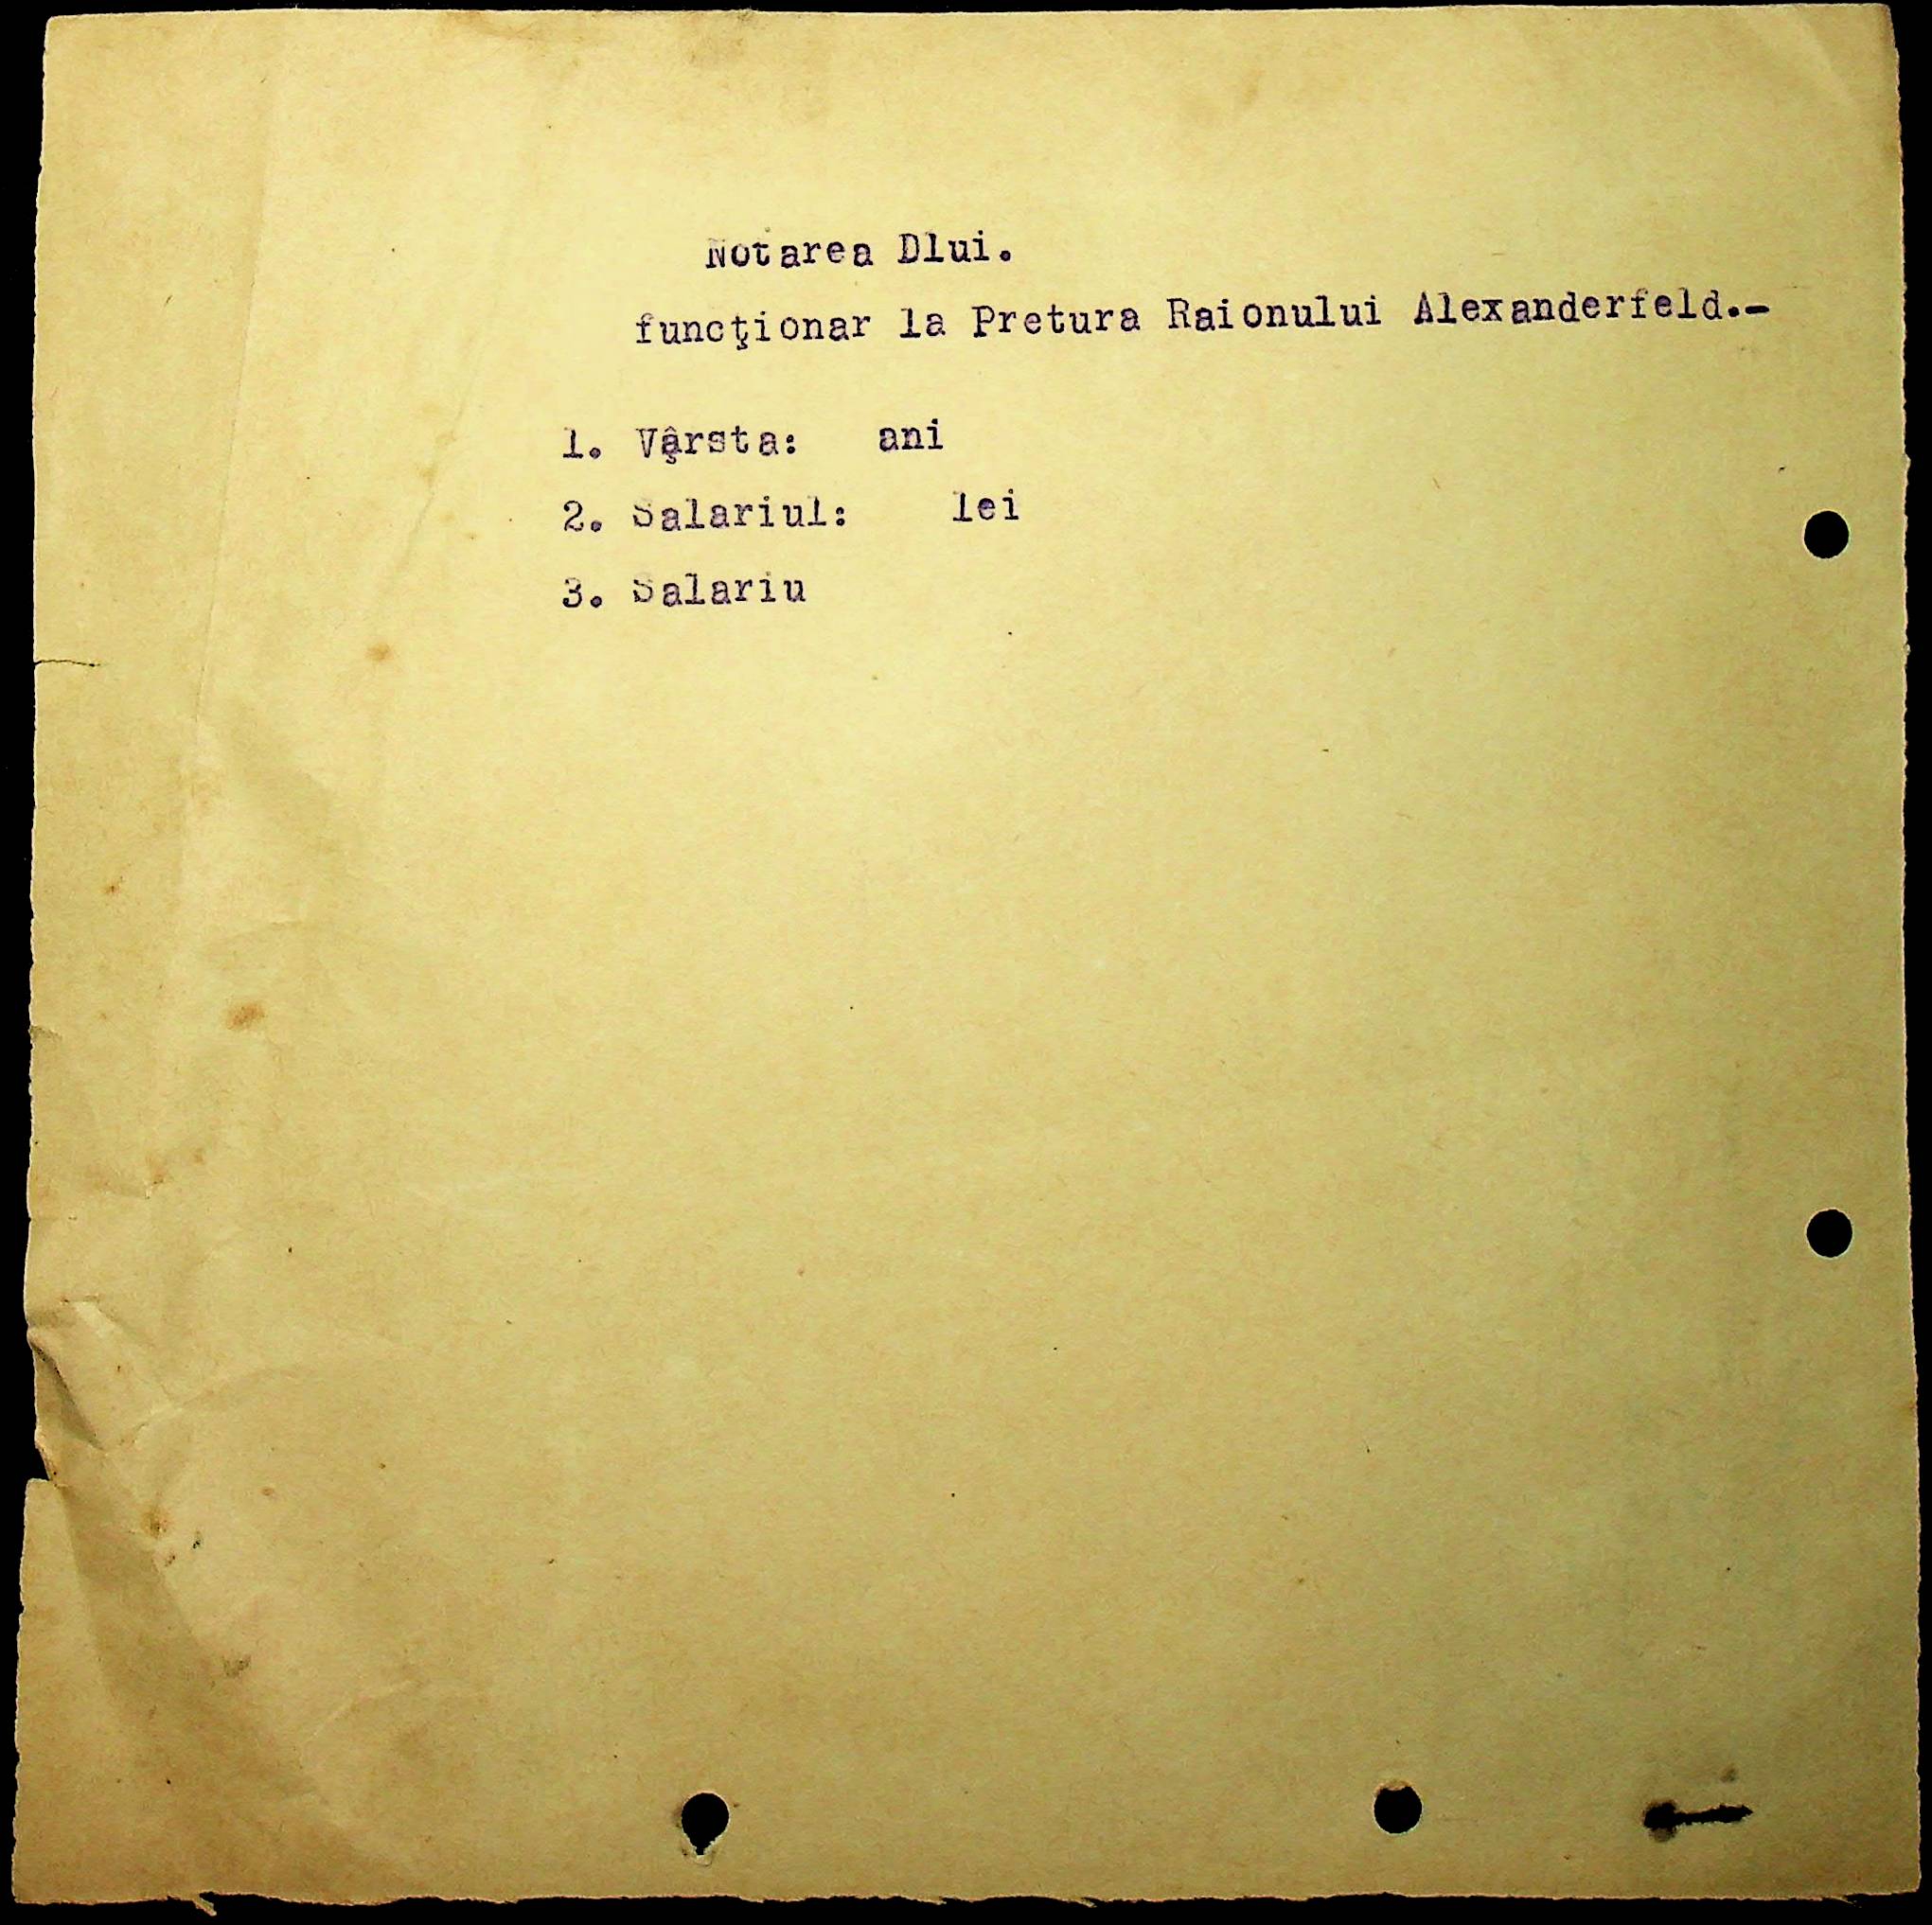 Notarea Dlui.
funcţionar la Pretura Raionului Alexanderfeld.-
1. Vârsta: ani
2. Salariul: lei
3. Salariu